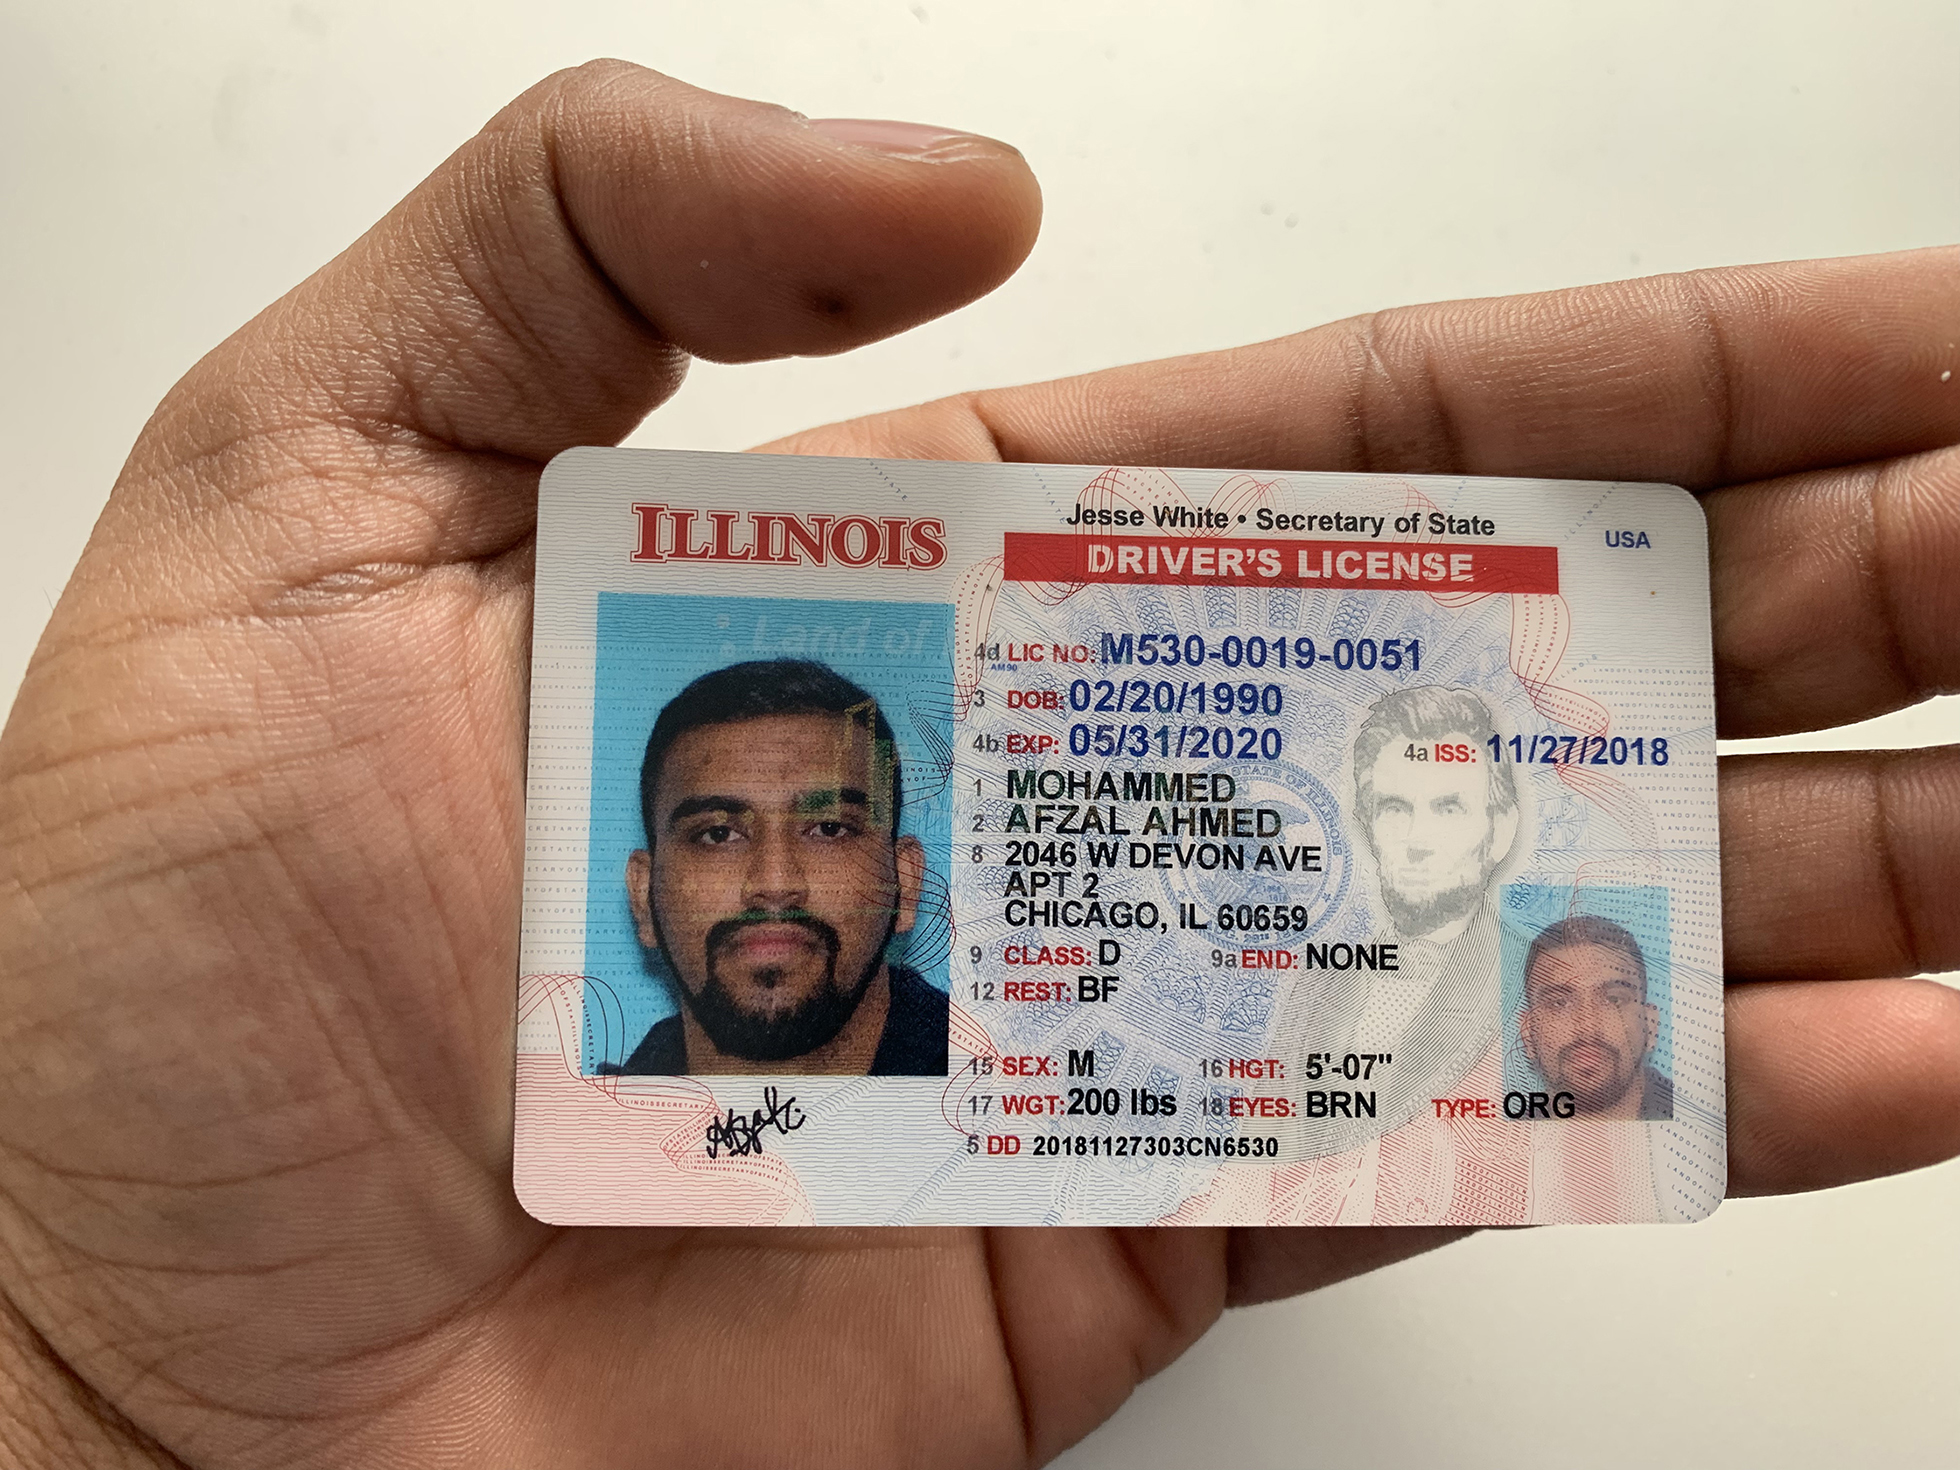 ILLINOIS
Jesse White • Secretary of State
USA
DRIVER'S LICENSE
Land of
4d LIC NO: M530-0019-0051
AM90
3 DOB: 02/20/1990
4b EXP: 05/31/2020 4a ISS: 11/27/2018
1 MOHAMMED
2 AFZAL AHMED
8 2046 W DEVON AVE
APT 2
CHICAGO, IL 60659
9 CLASS: D 9a END: NONE
12 REST: BF
15 SEX: M 16 HGT: 5'-07"
17 WGT: 200 lbs 18 EYES: BRN TYPE: ORG
5 DD 20181127303CN6530